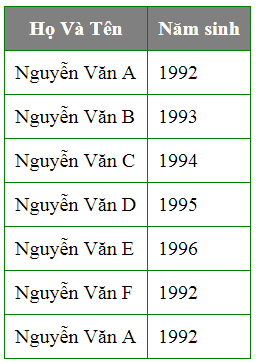 Họ Và Tên Năm sinh
Nguyễn Văn A 1992
Nguyễn Văn B 1993
Nguyễn Văn C 1994
Nguyễn Văn D 1995
Nguyễn Văn E 1996
Nguyễn Văn F 1992
Nguyễn Văn A 1992